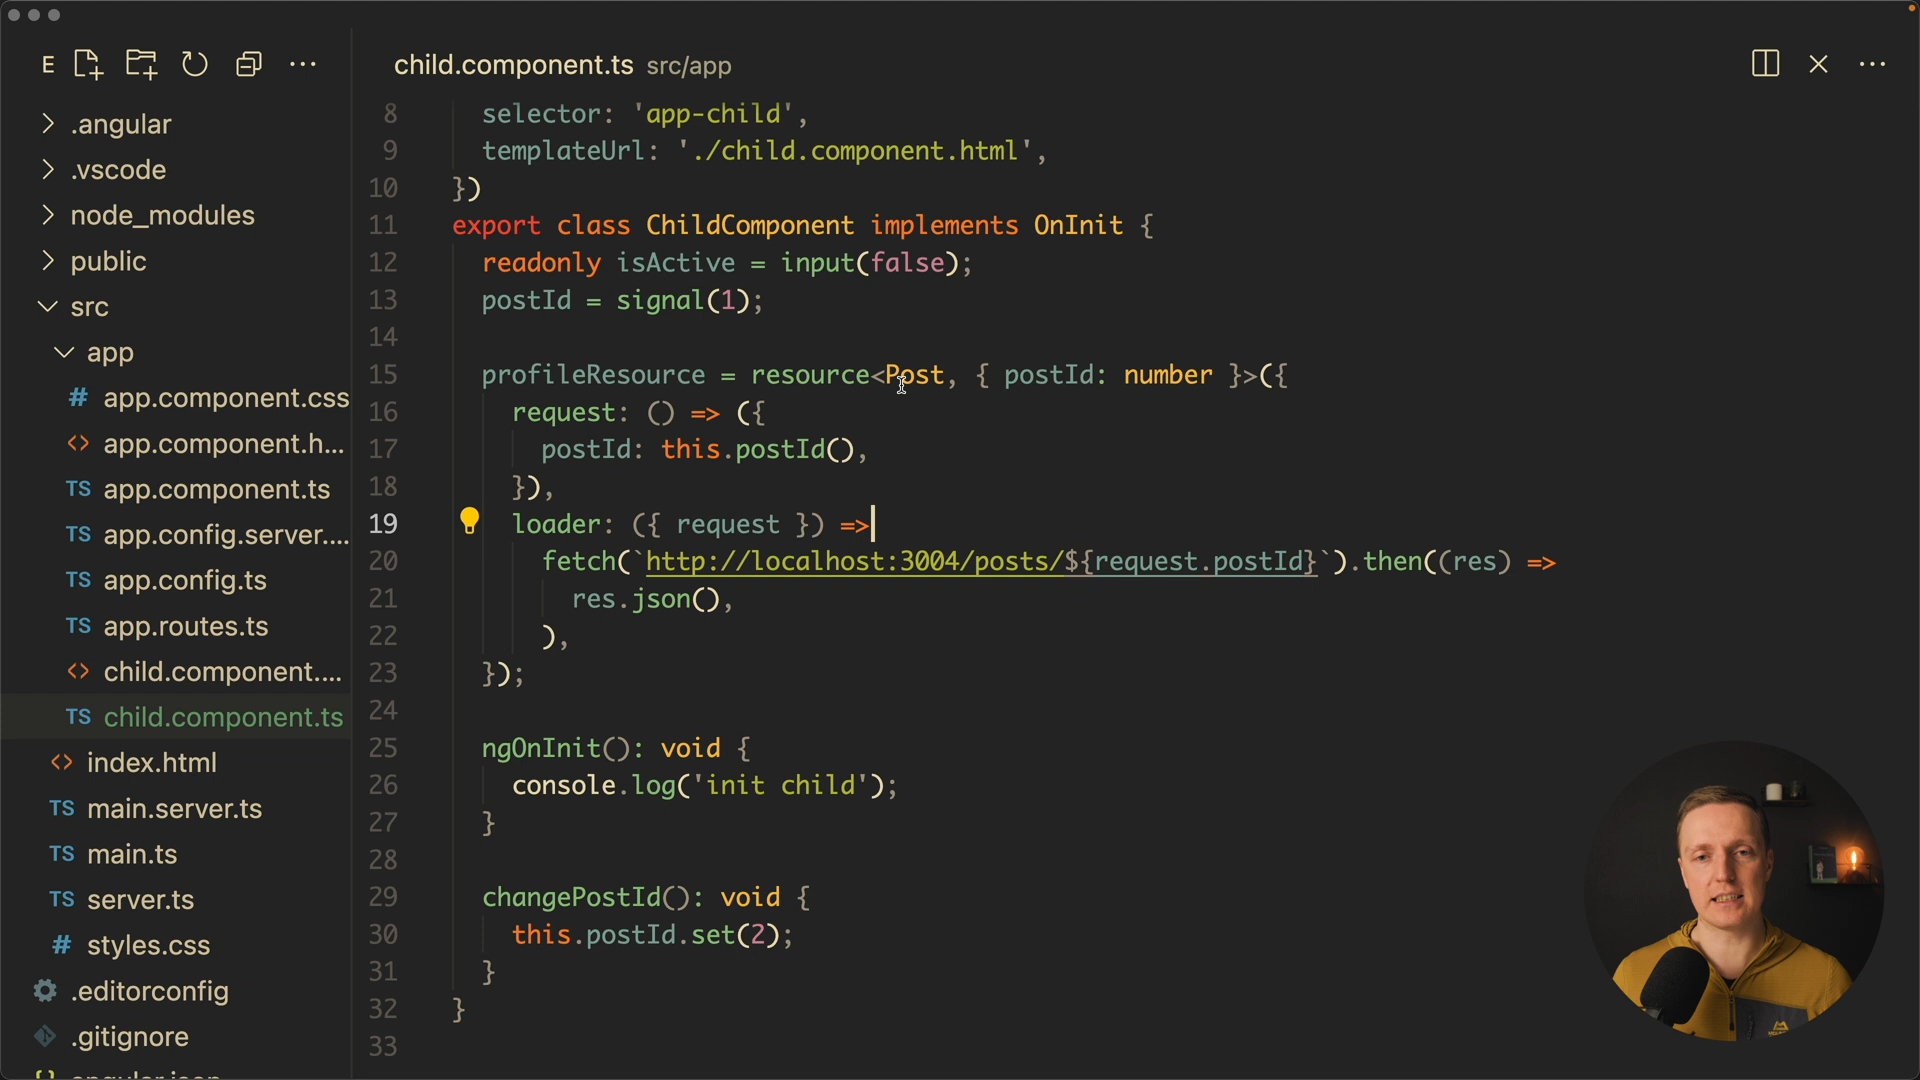 E
child.component.ts src/app
.angular
.vscode
node_modules
public
src
app
# app.component.css
<> app.component.h...
TS app.component.ts
TS app.config.server....
TS app.config.ts
TS app.routes.ts
<> child.component....
TS child.component.ts
<> index.html
TS main.server.ts
TS main.ts
TS server.ts
# styles.css
.editorconfig
.gitignore
8 selector: 'app-child',
9 templateUrl: './child.component.html',
10 })
11 export class ChildComponent implements OnInit {
12 readonly isActive = input(false);
13 postId = signal(1);
14
15 profileResource = resource<Post, { postId: number }>({
16 request: () => ({
17 postId: this.postId(),
18 }),
19 loader: ({ request }) =>
20 fetch(`http://localhost:3004/posts/${request.postId}`).then((res) =>
21 res.json(),
22 ),
23 });
24
25 ngOnInit(): void {
26 console.log('init child');
27 }
28
29 changePostId(): void {
30 this.postId.set(2);
31 }
32 }
33